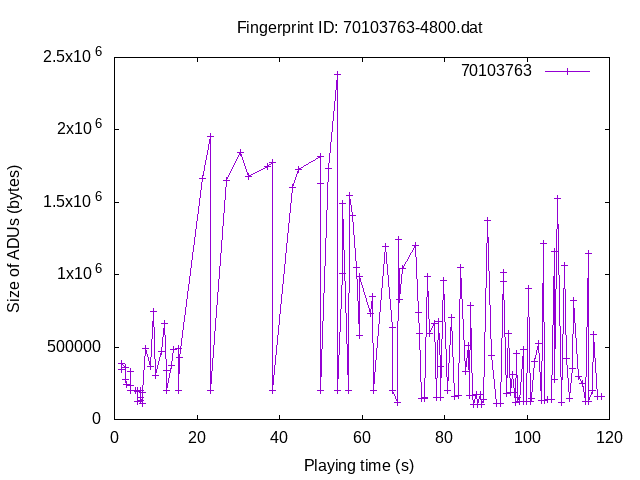 Fingerprint ID: 70103763-4800.dat
2.5x10^6
70103763
2x10^6
1.5x10^6
1x10^6
500000
0
Size of ADUs (bytes)
0 20 40 60 80 100 120
Playing time (s)